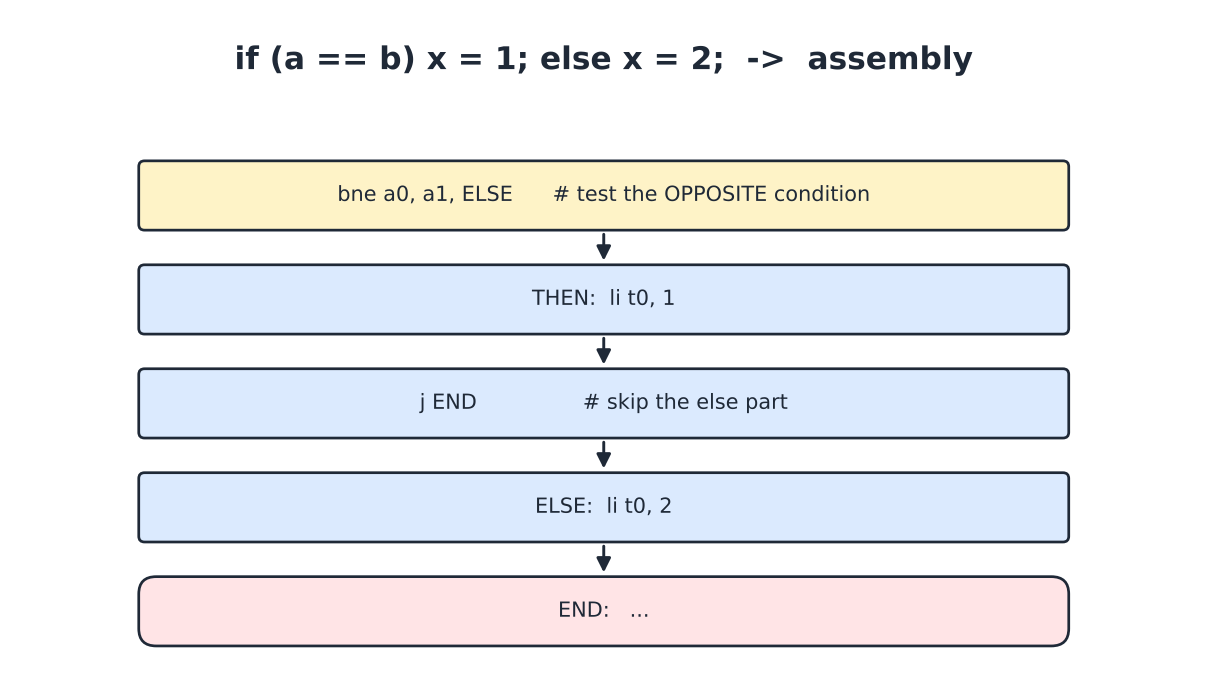 if (a == b) x = 1; else x = 2;  ->  assembly
bne a0, a1, ELSE      # test the OPPOSITE condition
THEN:  li t0, 1
j END                # skip the else part
ELSE:  li t0, 2
END:   ...